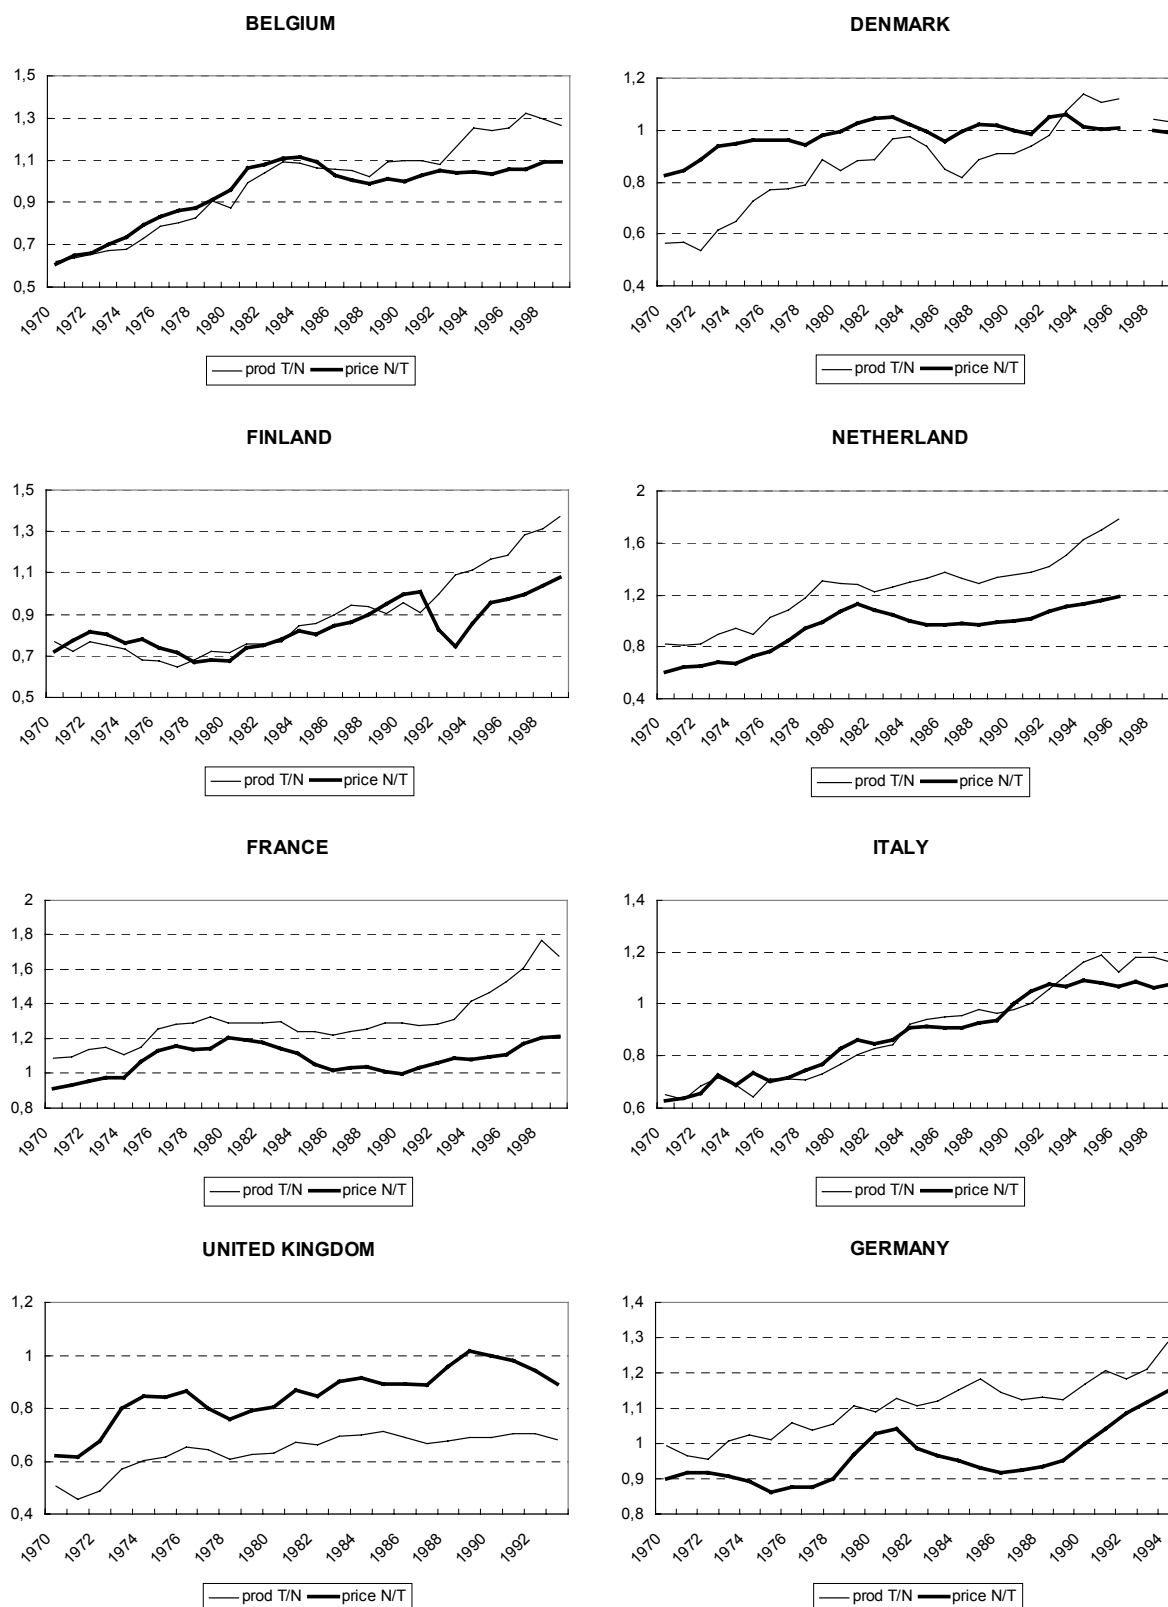 BELGIUM
1,5
1,3
1,1
0,9
0,7
0,5
1970 1972 1974 1976 1978 1980 1982 1984 1986 1988 1990 1992 1994 1996 1998
prod T/N price N/T
DENMARK
1,2
1
0,8
0,6
0,4
1970 1972 1974 1976 1978 1980 1982 1984 1986 1988 1990 1992 1994 1996 1998
prod T/N price N/T
FINLAND
1,5
1,3
1,1
0,9
0,7
0,5
1970 1972 1974 1976 1978 1980 1982 1984 1986 1988 1990 1992 1994 1996 1998
prod T/N price N/T
NETHERLAND
2
1,6
1,2
0,8
0,4
1970 1972 1974 1976 1978 1980 1982 1984 1986 1988 1990 1992 1994 1996 1998
prod T/N price N/T
FRANCE
2
1,8
1,6
1,4
1,2
1
0,8
1970 1972 1974 1976 1978 1980 1982 1984 1986 1988 1990 1992 1994 1996 1998
prod T/N price N/T
ITALY
1,4
1,2
1
0,8
0,6
1970 1972 1974 1976 1978 1980 1982 1984 1986 1988 1990 1992 1994 1996 1998
prod T/N price N/T
UNITED KINGDOM
1,2
1
0,8
0,6
0,4
1970 1972 1974 1976 1978 1980 1982 1984 1986 1988 1990 1992
prod T/N price N/T
GERMANY
1,4
1,3
1,2
1,1
1
0,9
0,8
1970 1972 1974 1976 1978 1980 1982 1984 1986 1988 1990 1992 1994
prod T/N price N/T